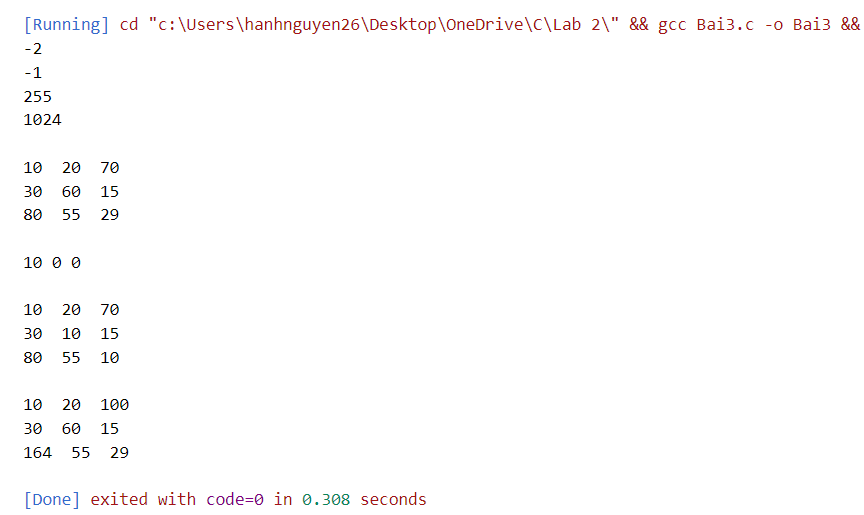 [Running] cd "c:\Users\hanhnguyen26\Desktop\OneDrive\C\Lab 2\" && gcc Bai3.c -o Bai3 &&
-2
-1
255
1024

10  20  70
30  60  15
80  55  29

10 0 0

10  20  70
30  10  15
80  55  10

10  20  100
30  60  15
164  55  29

[Done] exited with code=0 in 0.308 seconds